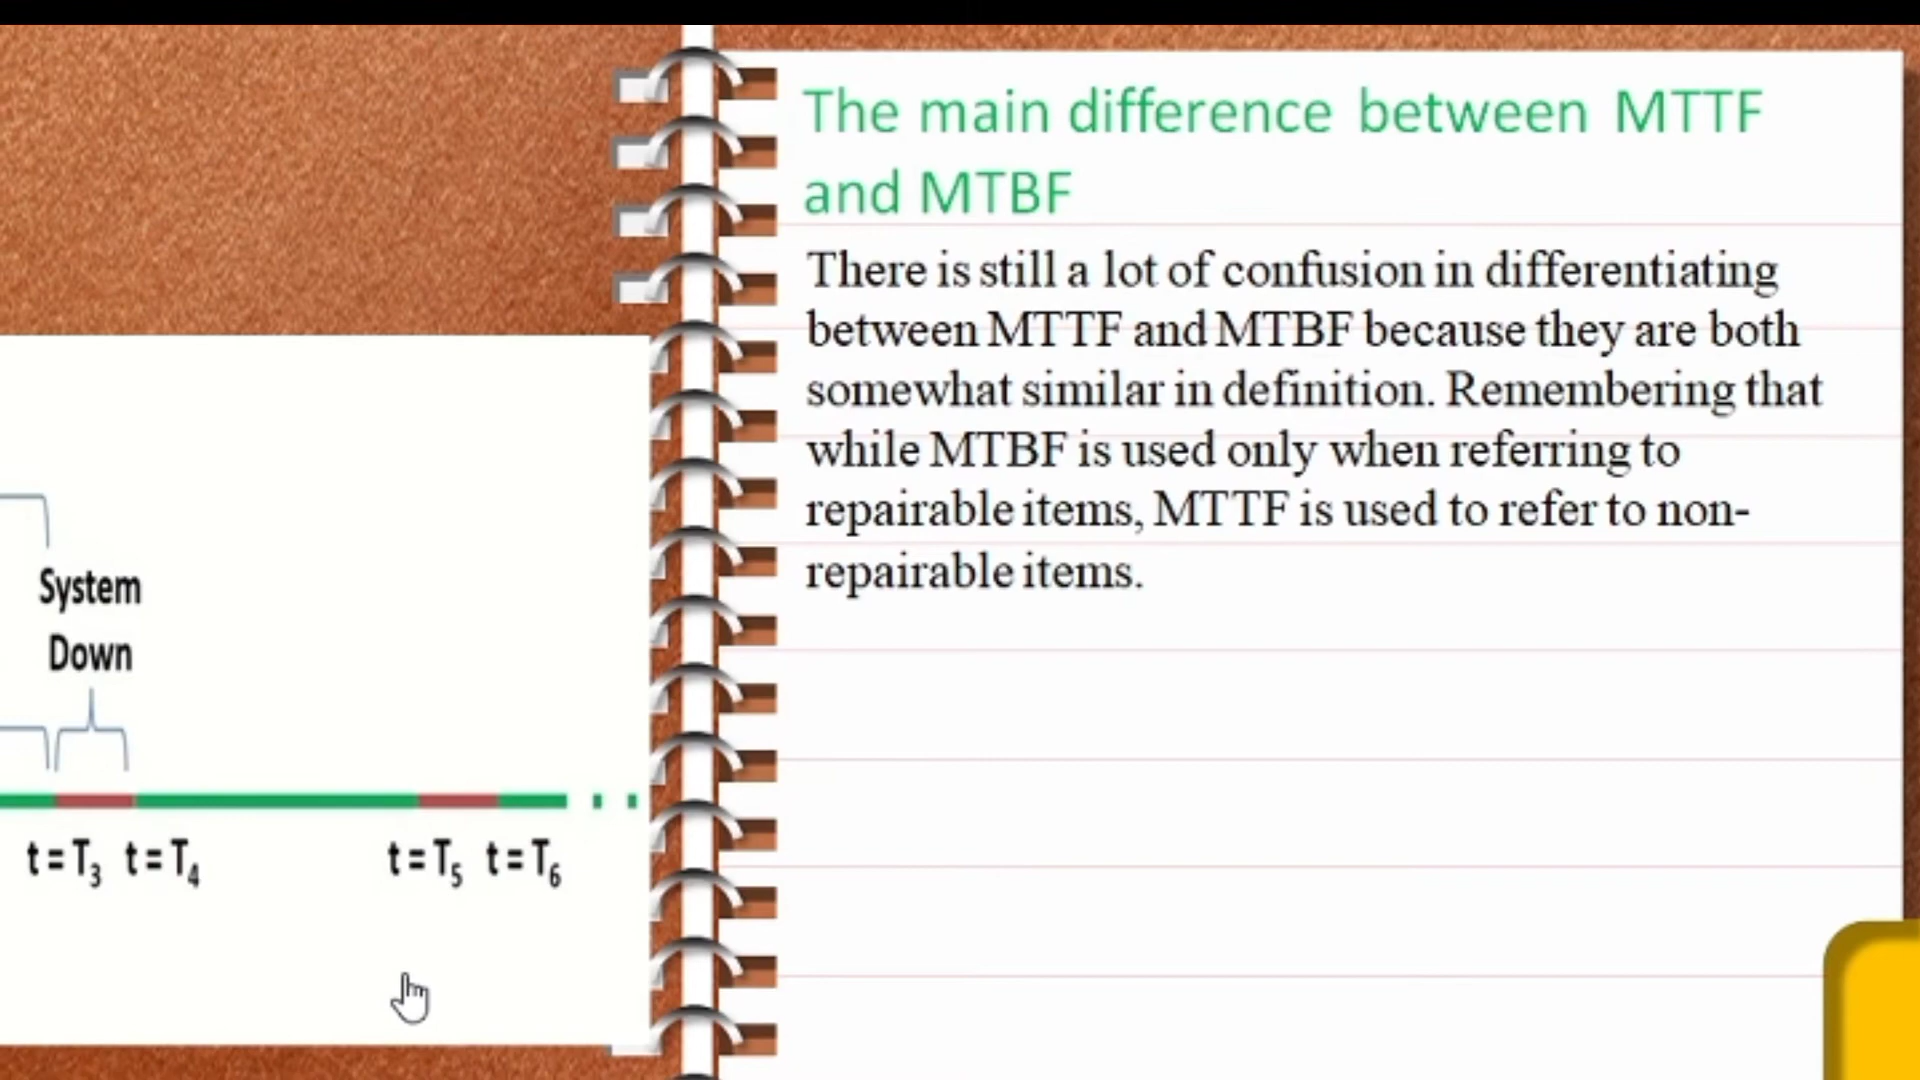 The main difference between MTTF
and MTBF
There is still a lot of confusion in differentiating
between MTTF and MTBF because they are both
somewhat similar in definition. Remembering that
while MTBF is used only when referring to
repairable items, MTTF is used to refer to non-
repairable items.
System
Down
t = T3 t = T4 t = T5 t = T6